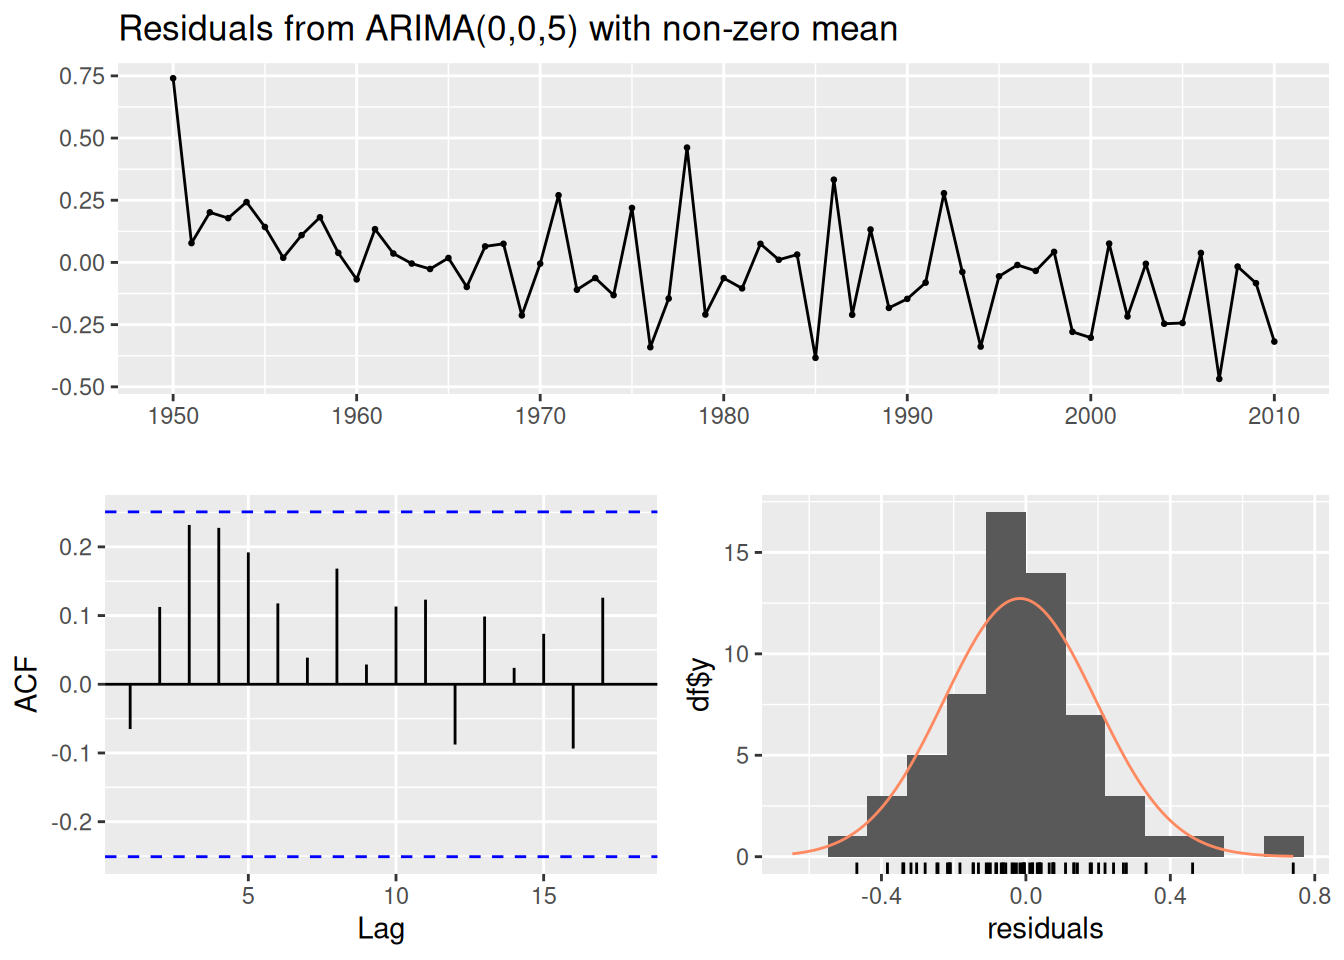 Residuals from ARIMA(0,0,5) with non-zero mean
0.75
0.50
0.25
0.00
-0.25
-0.50
1950 1960 1970 1980 1990 2000 2010
ACF
0.2
0.1
0.0
-0.1
-0.2
5 10 15
Lag
df$y
15
10
5
0
-0.4 0.0 0.4 0.8
residuals